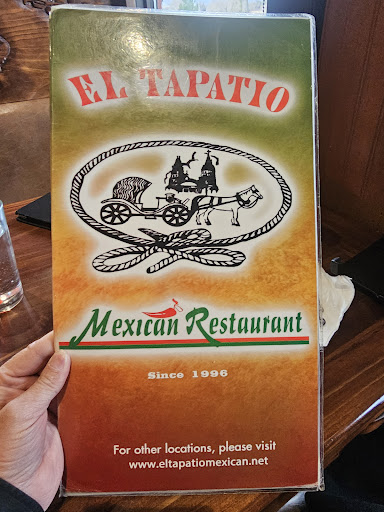 EL TAPATIO
Mexican Restaurant
Since 1996
For other locations, please visit
www.eltapatiomexican.net